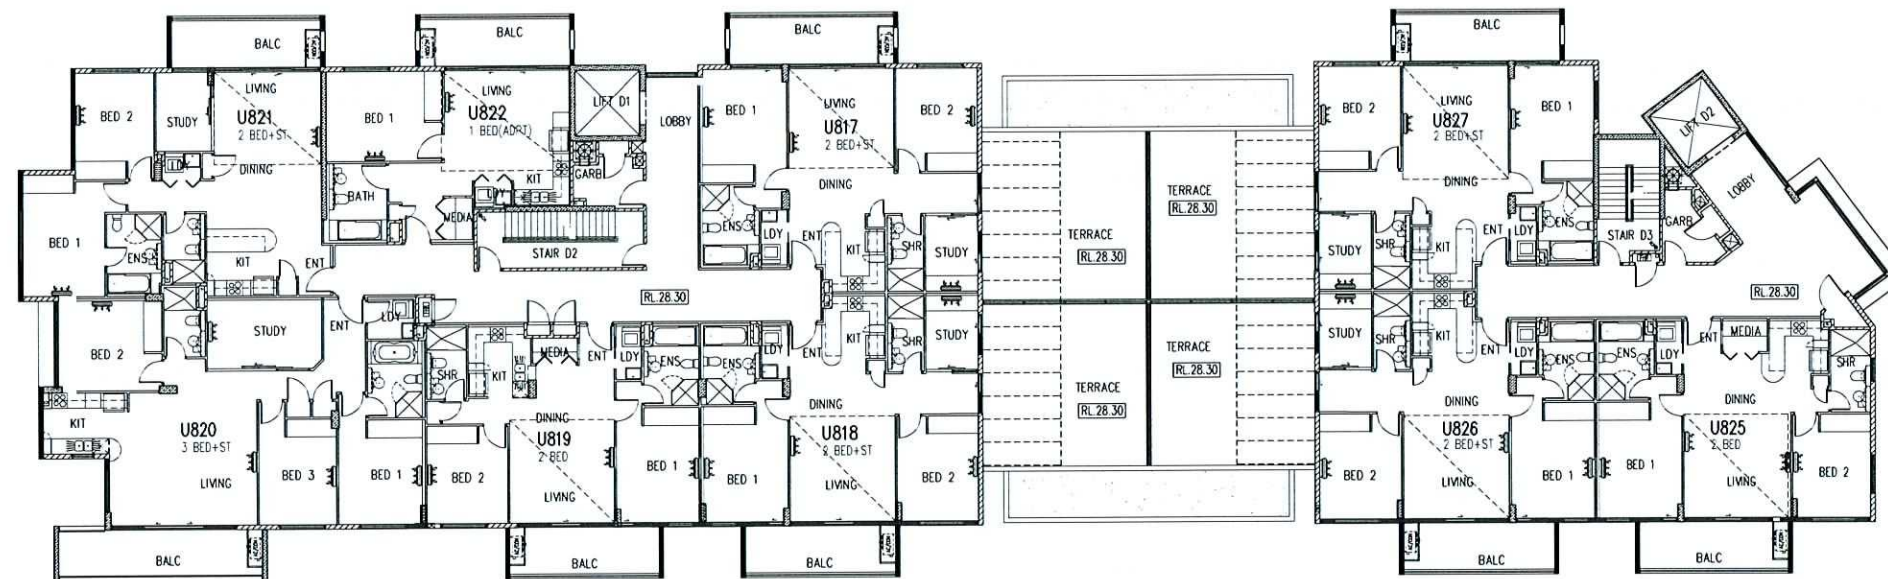 BALC
BALC
BALC
BALC
BED 2
STUDY
LIVING
U821
2 BED+ST
DINING
BED 1
LIVING
U822
1 BED(ADPT)
KIT
LIFT D1
GARB
LOBBY
BED 1
LIVING
U817
2 BED+ST
DINING
BED 2
TERRACE
RL.28.30
TERRACE
RL.28.30
BED 2
LIVING
U827
2 BED+ST
DINING
BED 1
LIFT D2
LOBBY
GARB
STAIR D3
BED 1
ENS
KIT
ENT
BATH
MEDIA
LDY
STAIR D2
ENS
LDY
ENT
KIT
SHR
STUDY
STUDY
SHR
KIT
ENT
LDY
ENS
RL.28.30
RL.28.30
BED 2
STUDY
ENT
LDY
SHR
KIT
MEDIA
ENT
LDY
ENS
ENS
LDY
ENT
KIT
SHR
STUDY
TERRACE
RL.28.30
TERRACE
RL.28.30
STUDY
SHR
KIT
ENT
LDY
ENS
ENS
LDY
ENT
MEDIA
KIT
SHR
KIT
U820
3 BED+ST
LIVING
BED 3
BED 1
BED 2
DINING
U819
2 BED
LIVING
BED 1
BED 1
DINING
U818
2 BED+ST
LIVING
BED 2
BED 2
DINING
U826
2 BED+ST
LIVING
BED 1
BED 1
DINING
U825
2 BED
LIVING
BED 2
BALC
BALC
BALC
BALC
BALC